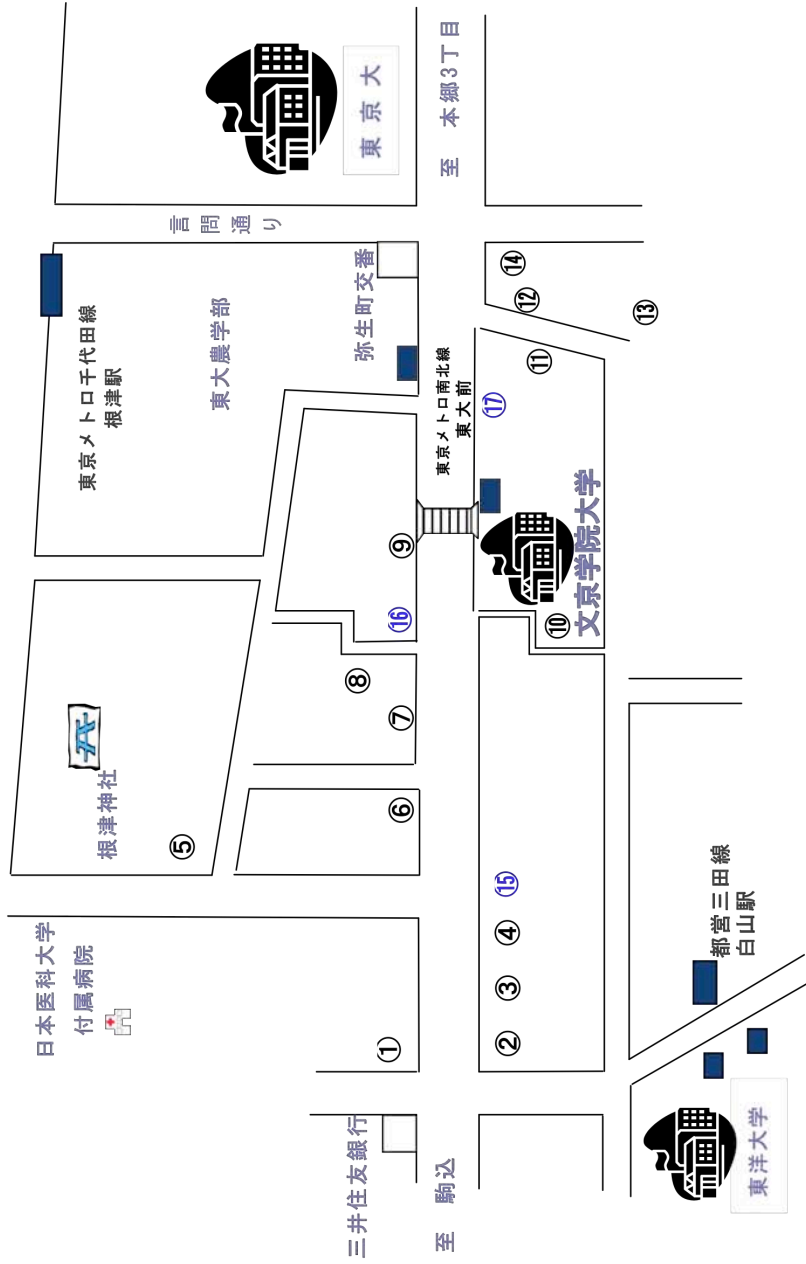 日本医科大学
付属病院
根津神社
東京メトロ千代田線
根津駅
東大農学部
言問通り
東京大
弥生町交番
三井住友銀行
至 駒込
東京メトロ南北線
東大前
至 本郷3丁目
文京学院大学
都営三田線
白山駅
東洋大学
①
②
③
④
⑤
⑥
⑦
⑧
⑨
⑩
⑪
⑫
⑬
⑭
⑮
⑯
⑰